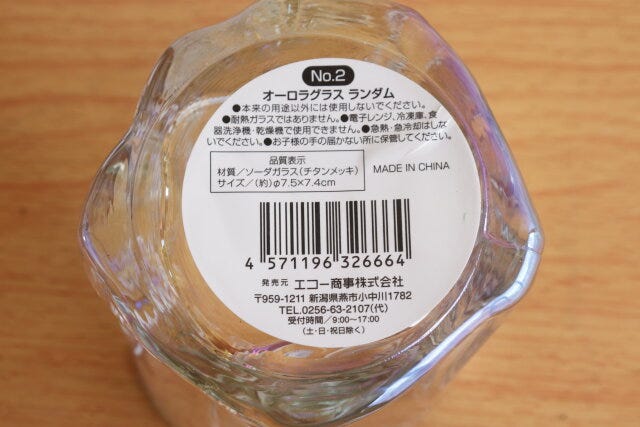 No.2
オーロラグラス ランダム
●本来の用途以外には使用しないでください。
●耐熱ガラスではありません。●電子レンジ、冷凍庫、食
器洗浄機・乾燥機で使用できません。●急熱・急冷却はしな
いでください。●お子様の手の届かない所に保管してください。
品質表示
材質/ソーダガラス(チタンメッキ)
サイズ/(約)φ7.5×7.4cm
MADE IN CHINA
4 571196 326664
発売元 エコー商事株式会社
〒959-1211 新潟県燕市小中川1782
TEL.0256-63-2107(代)
受付時間/9:00〜17:00
(土・日・祝日除く)